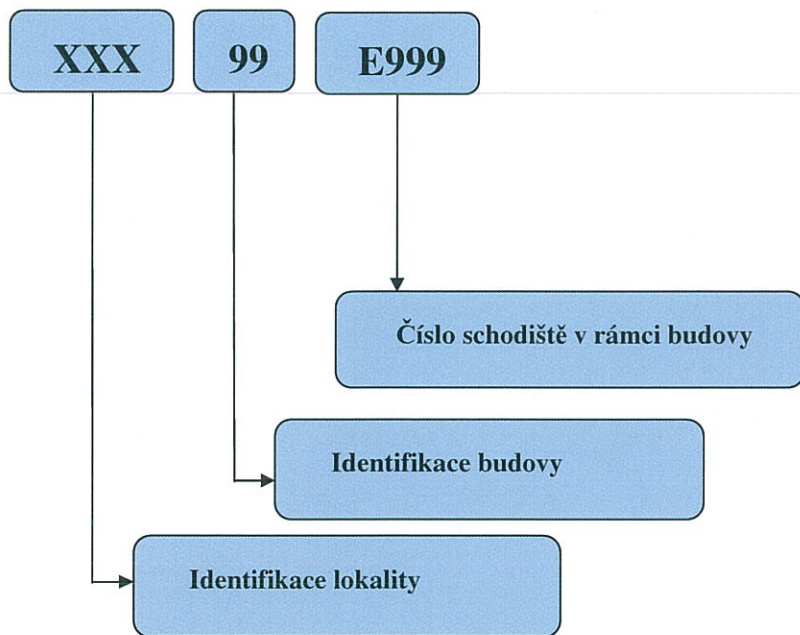 XXX 99 E999
Číslo schodiště v rámci budovy
Identifikace budovy
Identifikace lokality